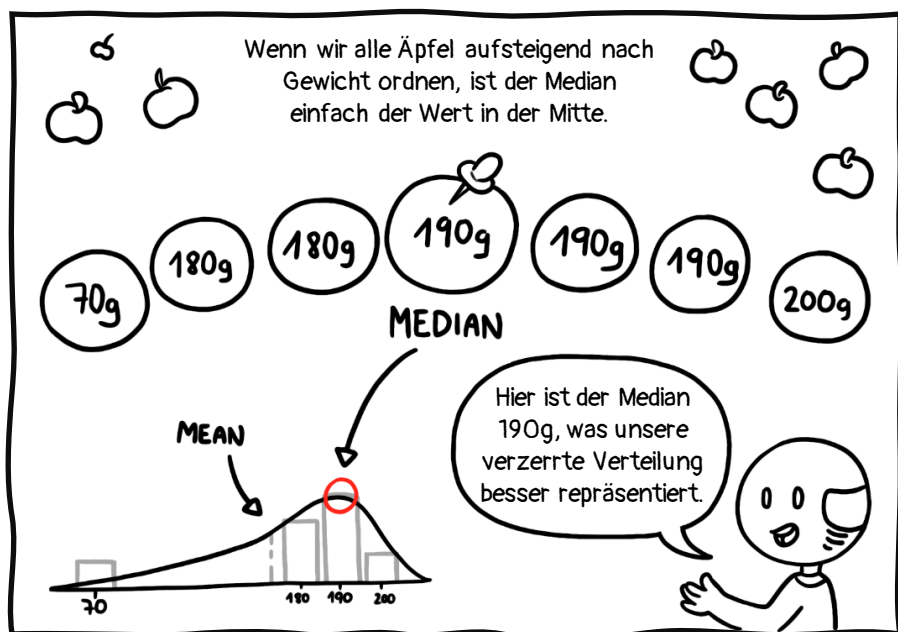 Wenn wir alle Äpfel aufsteigend nach
Gewicht ordnen, ist der Median
einfach der Wert in der Mitte.
70g
180g
180g
190g
190g
190g
200g
MEDIAN
MEAN
Hier ist der Median
190g, was unsere
verzerrte Verteilung
besser repräsentiert.
70
180
190
200